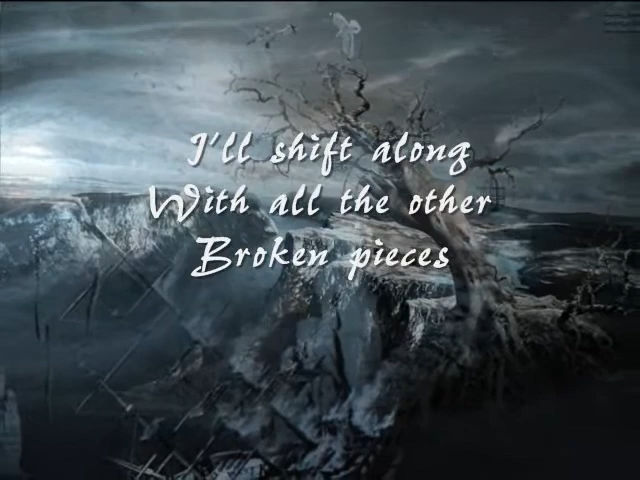 I'll shift along
With all the other
Broken pieces